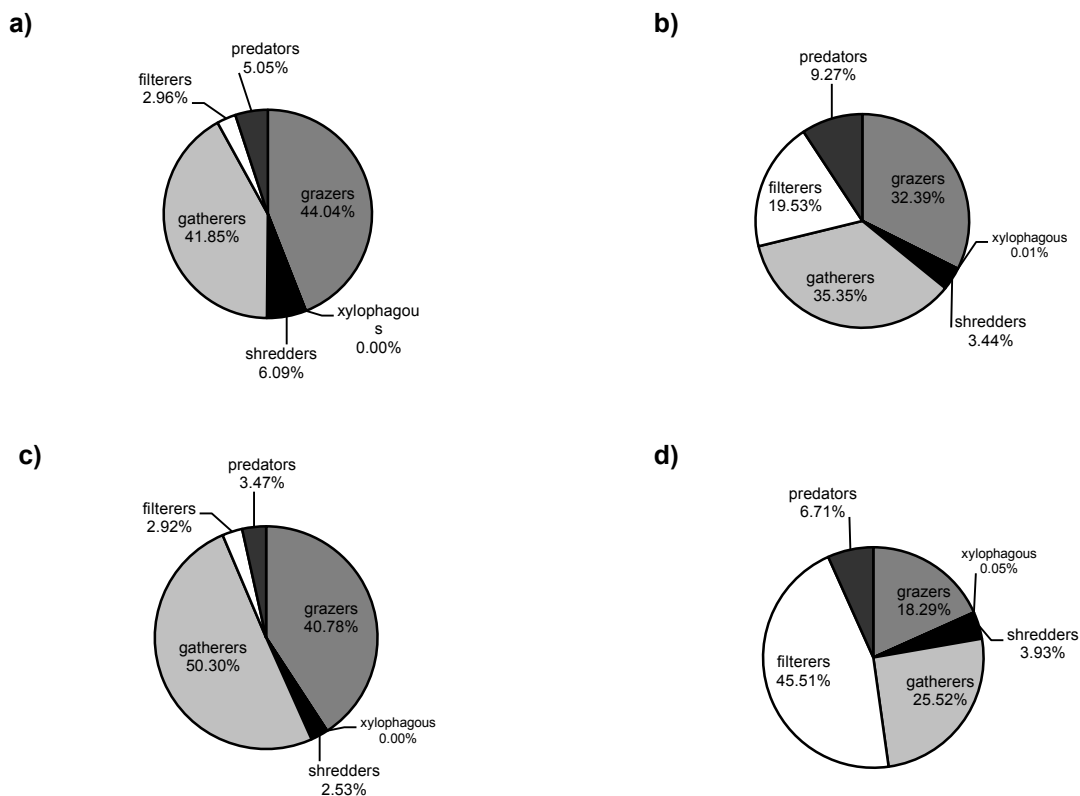 a)
predators
5.05%
filterers
2.96%
grazers
44.04%
gatherers
41.85%
xylophagou
s
0.00%
shredders
6.09%
b)
predators
9.27%
filterers
19.53%
grazers
32.39%
xylophagous
0.01%
gatherers
35.35%
shredders
3.44%
c)
predators
3.47%
filterers
2.92%
grazers
40.78%
gatherers
50.30%
xylophagous
0.00%
shredders
2.53%
d)
predators
6.71%
xylophagous
0.05%
grazers
18.29%
shredders
3.93%
filterers
45.51%
gatherers
25.52%